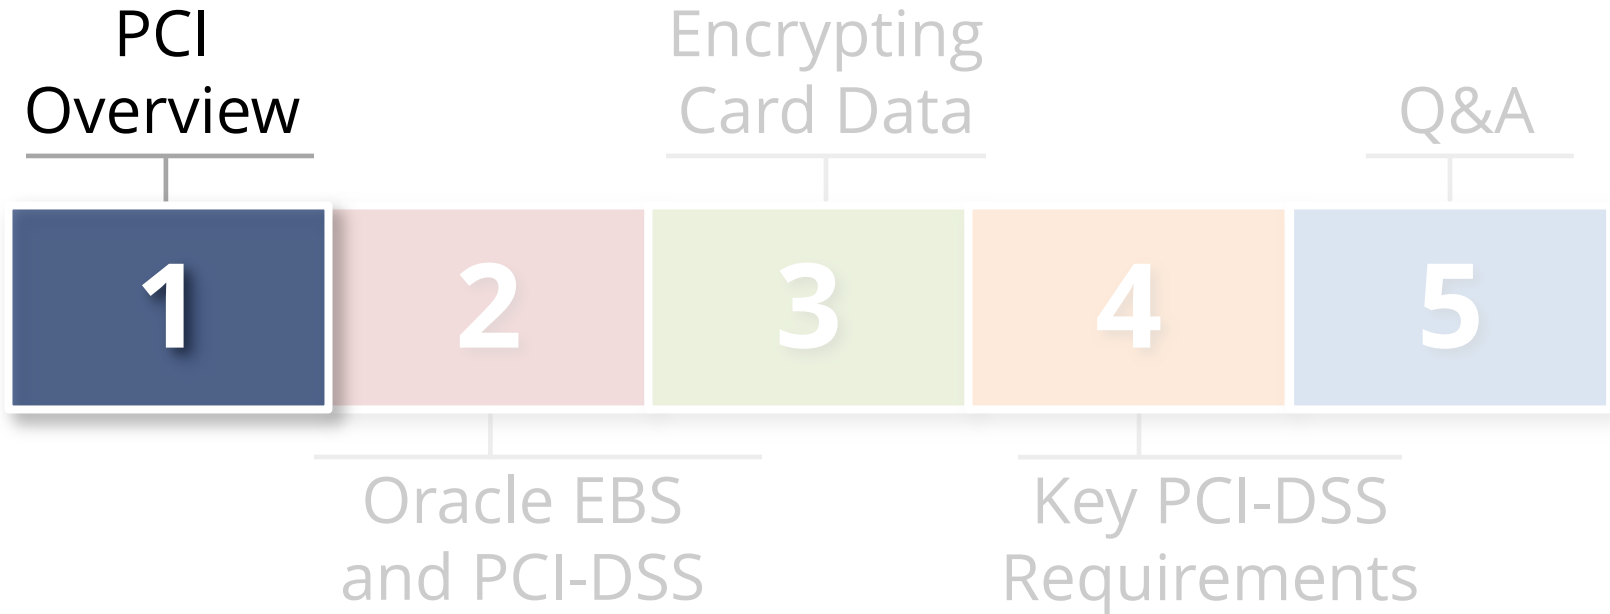 PCI
Overview
Encrypting
Card Data
Q&A
1
2
3
4
5
Oracle EBS
and PCI-DSS
Key PCI-DSS
Requirements